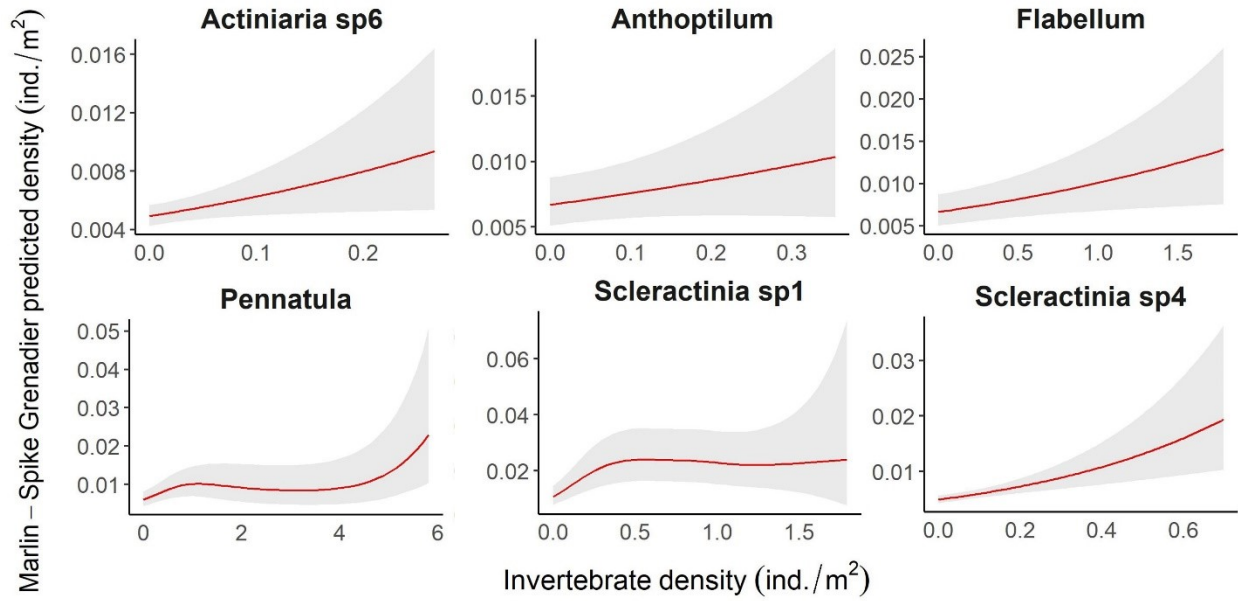 Marlin – Spike Grenadier predicted density (ind./m²)
Actiniaria sp6
0.016
0.012
0.008
0.004
0.0 0.1 0.2
Anthoptilum
0.015
0.010
0.005
0.0 0.1 0.2 0.3
Flabellum
0.025
0.020
0.015
0.010
0.005
0.0 0.5 1.0 1.5
Pennatula
0.05
0.04
0.03
0.02
0.01
0 2 4 6
Scleractinia sp1
0.06
0.04
0.02
0.0 0.5 1.0 1.5
Scleractinia sp4
0.03
0.02
0.01
0.0 0.2 0.4 0.6
Invertebrate density (ind./m²)